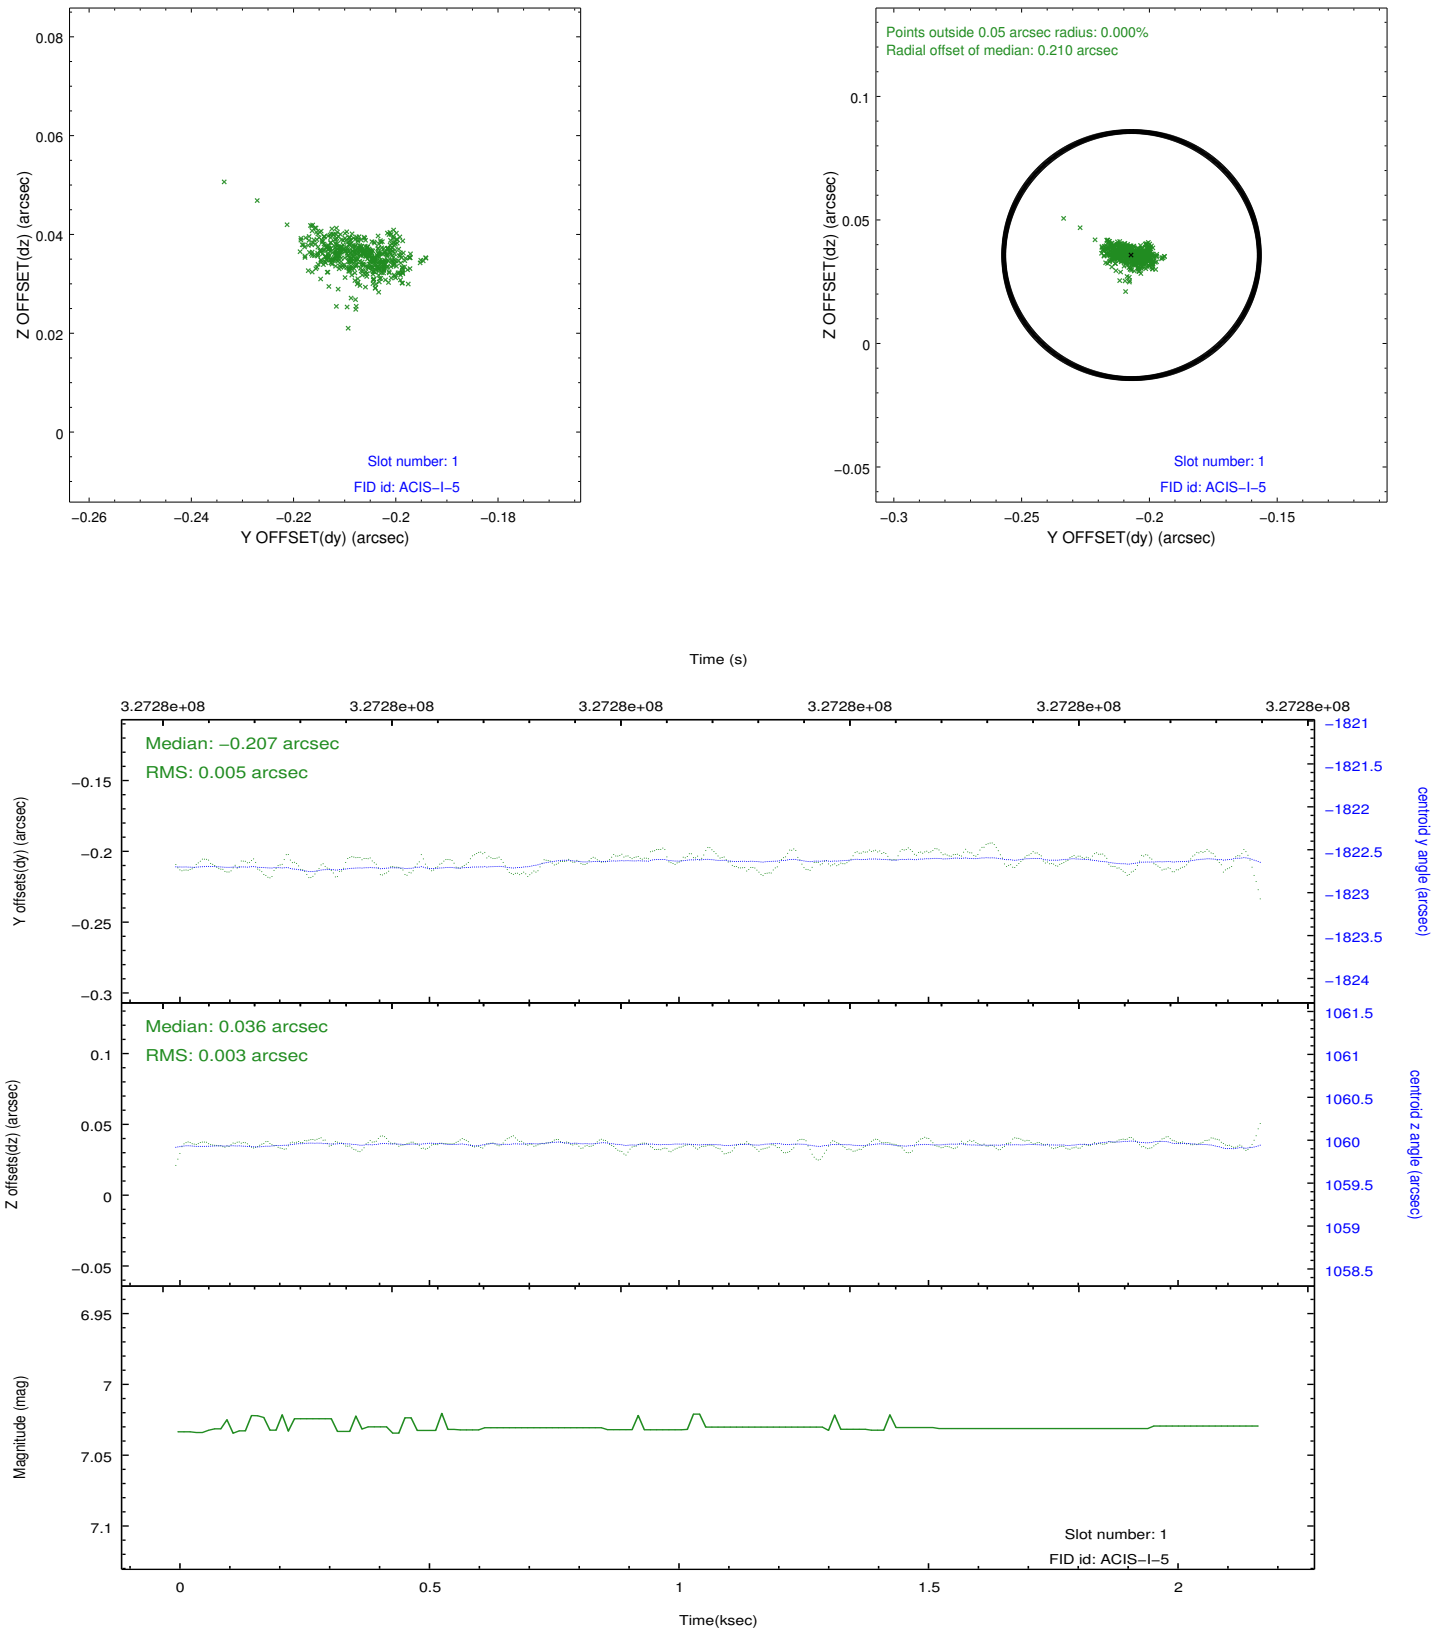 0.08
0.06
0.04
0.02
0
Z OFFSET(dz) (arcsec)
−0.26
−0.24
−0.22
−0.2
−0.18
Y OFFSET(dy) (arcsec)
Slot number: 1
FID id: ACIS−I−5
Points outside 0.05 arcsec radius: 0.000%
Radial offset of median: 0.210 arcsec
0.1
0.05
0
−0.05
Z OFFSET(dz) (arcsec)
−0.3
−0.25
−0.2
−0.15
Y OFFSET(dy) (arcsec)
Slot number: 1
FID id: ACIS−I−5
Time (s)
3.2728e+08
3.2728e+08
3.2728e+08
3.2728e+08
3.2728e+08
3.2728e+08
Median: −0.207 arcsec
RMS: 0.005 arcsec
−0.15
−0.2
−0.25
−0.3
Y offsets(dy) (arcsec)
−1821
−1821.5
−1822
−1822.5
−1823
−1823.5
−1824
centroid y angle (arcsec)
Median: 0.036 arcsec
RMS: 0.003 arcsec
0.1
0.05
0
−0.05
Z offsets(dz) (arcsec)
1061.5
1061
1060.5
1060
1059.5
1059
1058.5
centroid z angle (arcsec)
6.95
7
7.05
7.1
Magnitude (mag)
Slot number: 1
FID id: ACIS−I−5
0
0.5
1
1.5
2
Time(ksec)